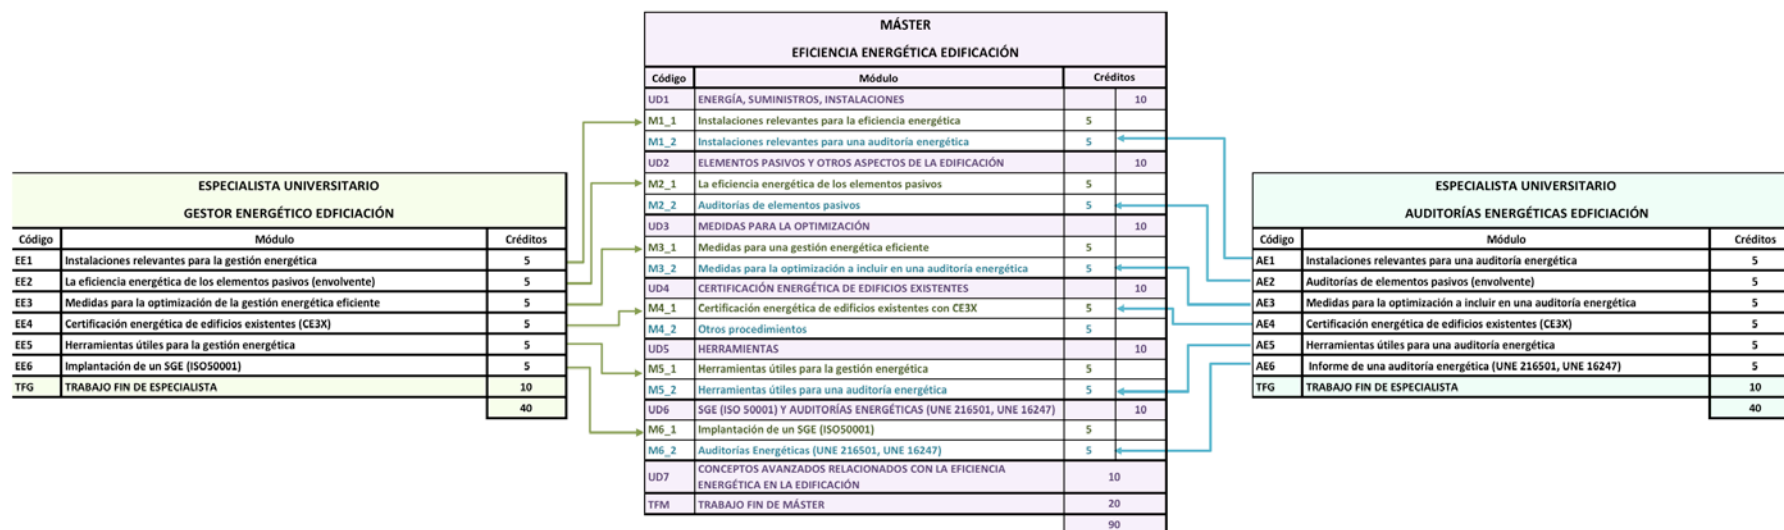 ESPECIALISTA UNIVERSITARIO
GESTOR ENERGÉTICO EDFICIACIÓN
Código Módulo Créditos
EE1 Instalaciones relevantes para la gestión energética 5
EE2 La eficiencia energética de los elementos pasivos (envolvente) 5
EE3 Medidas para la optimización de la gestión energética eficiente 5
EE4 Certificación energética de edificios existentes (CE3X) 5
EE5 Herramientas útiles para la gestión energética 5
EE6 Implantación de un SGE (ISO50001) 5
TFG TRABAJO FIN DE ESPECIALISTA 10
40
MÁSTER
EFICIENCIA ENERGÉTICA EDIFICACIÓN
Código Módulo Créditos
UD1 ENERGÍA, SUMINISTROS, INSTALACIONES 10
M1_1 Instalaciones relevantes para la eficiencia energética 5
M1_2 Instalaciones relevantes para una auditoría energética 5
UD2 ELEMENTOS PASIVOS Y OTROS ASPECTOS DE LA EDIFICACIÓN 10
M2_1 La eficiencia energética de los elementos pasivos 5
M2_2 Auditorías de elementos pasivos 5
UD3 MEDIDAS PARA LA OPTIMIZACIÓN 10
M3_1 Medidas para una gestión energética eficiente 5
M3_2 Medidas para la optimización a incluir en una auditoría energética 5
UD4 CERTIFICACIÓN ENERGÉTICA DE EDIFICIOS EXISTENTES 10
M4_1 Certificación energética de edificios existentes con CE3X 5
M4_2 Otros procedimientos 5
UD5 HERRAMIENTAS 10
M5_1 Herramientas útiles para la gestión energética 5
M5_2 Herramientas útiles para una auditoría energética 5
UD6 SGE (ISO 50001) Y AUDITORÍAS ENERGÉTICAS (UNE 216501, UNE 16247) 10
M6_1 Implantación de un SGE (ISO50001) 5
M6_2 Auditorías Energéticas (UNE 216501, UNE 16247) 5
UD7 CONCEPTOS AVANZADOS RELACIONADOS CON LA EFICIENCIA
ENERGÉTICA EN LA EDIFICACIÓN 10
TFM TRABAJO FIN DE MÁSTER 20
90
ESPECIALISTA UNIVERSITARIO
AUDITORÍAS ENERGÉTICAS EDFICIACIÓN
Código Módulo Créditos
AE1 Instalaciones relevantes para una auditoría energética 5
AE2 Auditorías de elementos pasivos (envolvente) 5
AE3 Medidas para la optimización a incluir en una auditoría energética 5
AE4 Certificación energética de edificios existentes (CE3X) 5
AE5 Herramientas útiles para una auditoría energética 5
AE6 Informe de una auditoría energética (UNE 216501, UNE 16247) 5
TFG TRABAJO FIN DE ESPECIALISTA 10
40